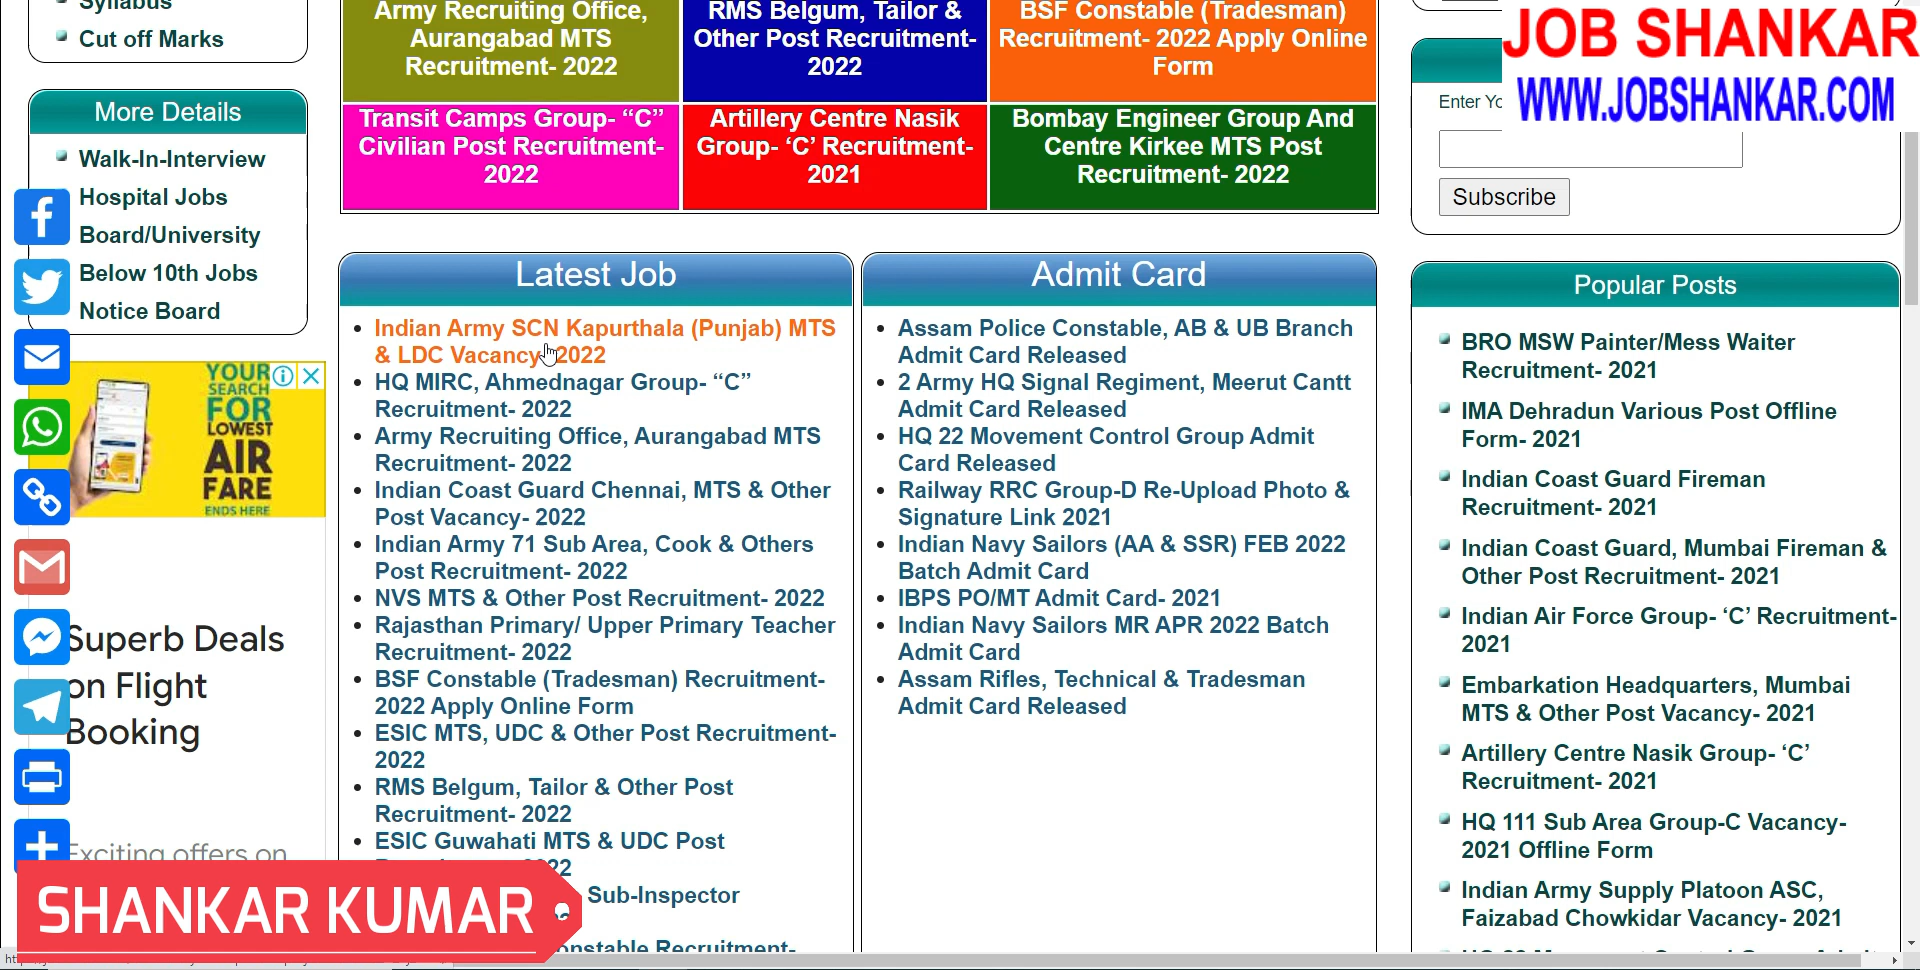 Syllabus
Cut off Marks
More Details
Walk-In-Interview
Hospital Jobs
Board/University
Below 10th Jobs
Notice Board
YOUR
SEARCH
FOR
LOWEST
AIR
FARE
ENDS HERE
Superb Deals
on Flight
Booking
Exciting offers on
Army Recruiting Office,
Aurangabad MTS
Recruitment- 2022
RMS Belgum, Tailor &
Other Post Recruitment-
2022
BSF Constable (Tradesman)
Recruitment- 2022 Apply Online
Form
Transit Camps Group- “C”
Civilian Post Recruitment-
2022
Artillery Centre Nasik
Group- ‘C’ Recruitment-
2021
Bombay Engineer Group And
Centre Kirkee MTS Post
Recruitment- 2022
Latest Job
Indian Army SCN Kapurthala (Punjab) MTS
& LDC Vacancy- 2022
HQ MIRC, Ahmednagar Group- “C”
Recruitment- 2022
Army Recruiting Office, Aurangabad MTS
Recruitment- 2022
Indian Coast Guard Chennai, MTS & Other
Post Vacancy- 2022
Indian Army 71 Sub Area, Cook & Others
Post Recruitment- 2022
NVS MTS & Other Post Recruitment- 2022
Rajasthan Primary/ Upper Primary Teacher
Recruitment- 2022
BSF Constable (Tradesman) Recruitment-
2022 Apply Online Form
ESIC MTS, UDC & Other Post Recruitment-
2022
RMS Belgum, Tailor & Other Post
Recruitment- 2022
ESIC Guwahati MTS & UDC Post
Sub-Inspector
Recruitment-
Admit Card
Assam Police Constable, AB & UB Branch
Admit Card Released
2 Army HQ Signal Regiment, Meerut Cantt
Admit Card Released
HQ 22 Movement Control Group Admit
Card Released
Railway RRC Group-D Re-Upload Photo &
Signature Link 2021
Indian Navy Sailors (AA & SSR) FEB 2022
Batch Admit Card
IBPS PO/MT Admit Card- 2021
Indian Navy Sailors MR APR 2022 Batch
Admit Card
Assam Rifles, Technical & Tradesman
Admit Card Released
JOB SHANKAR
WWW.JOBSHANKAR.COM
Enter
Subscribe
Popular Posts
BRO MSW Painter/Mess Waiter
Recruitment- 2021
IMA Dehradun Various Post Offline
Form- 2021
Indian Coast Guard Fireman
Recruitment- 2021
Indian Coast Guard, Mumbai Fireman &
Other Post Recruitment- 2021
Indian Air Force Group- ‘C’ Recruitment-
2021
Embarkation Headquarters, Mumbai
MTS & Other Post Vacancy- 2021
Artillery Centre Nasik Group- ‘C’
Recruitment- 2021
HQ 111 Sub Area Group-C Vacancy-
2021 Offline Form
Indian Army Supply Platoon ASC,
Faizabad Chowkidar Vacancy- 2021
SHANKAR KUMAR